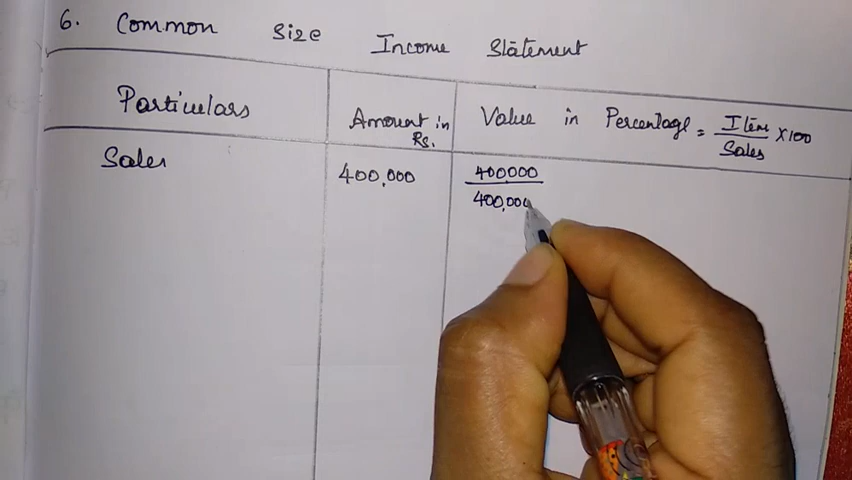 6. Common Size Income Statement
Particulars
Amount in Rs.
Value in Percentage = Item/Sales × 100
Sales
400,000
400000
400,000